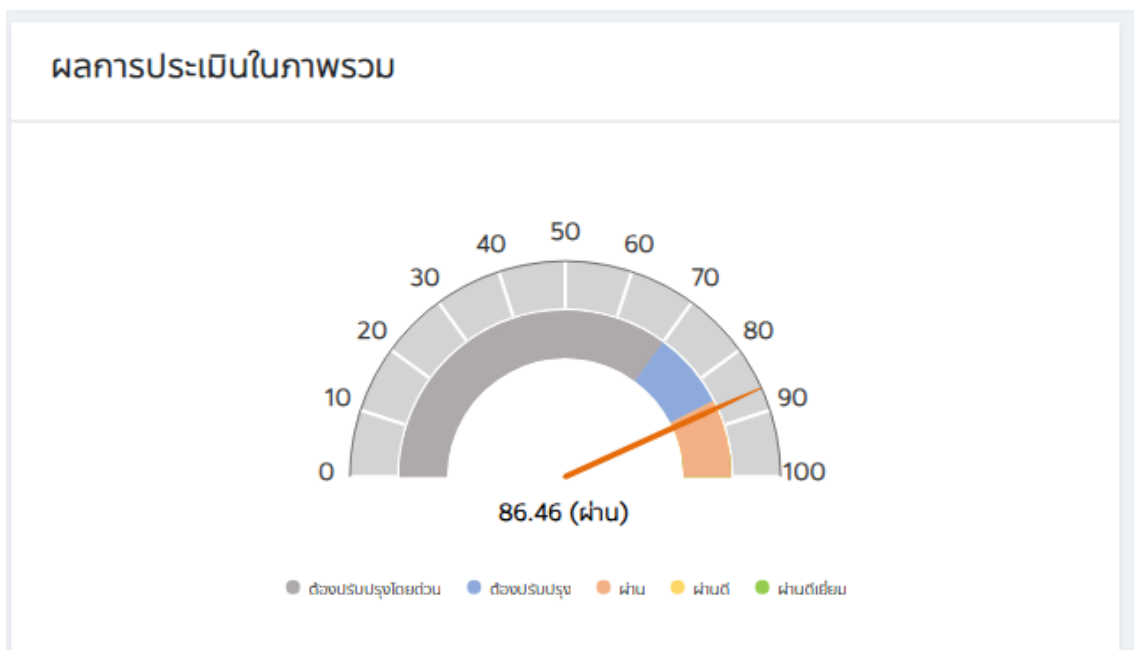 ผลการประเมินในภาพรวม
50
40 60
30 70
20 80
10 90
0 100
86.46 (ผ่าน)
ต้องปรับปรุงโดยด่วน ต้องปรับปรุง ผ่าน ผ่านดี ผ่านดีเยี่ยม